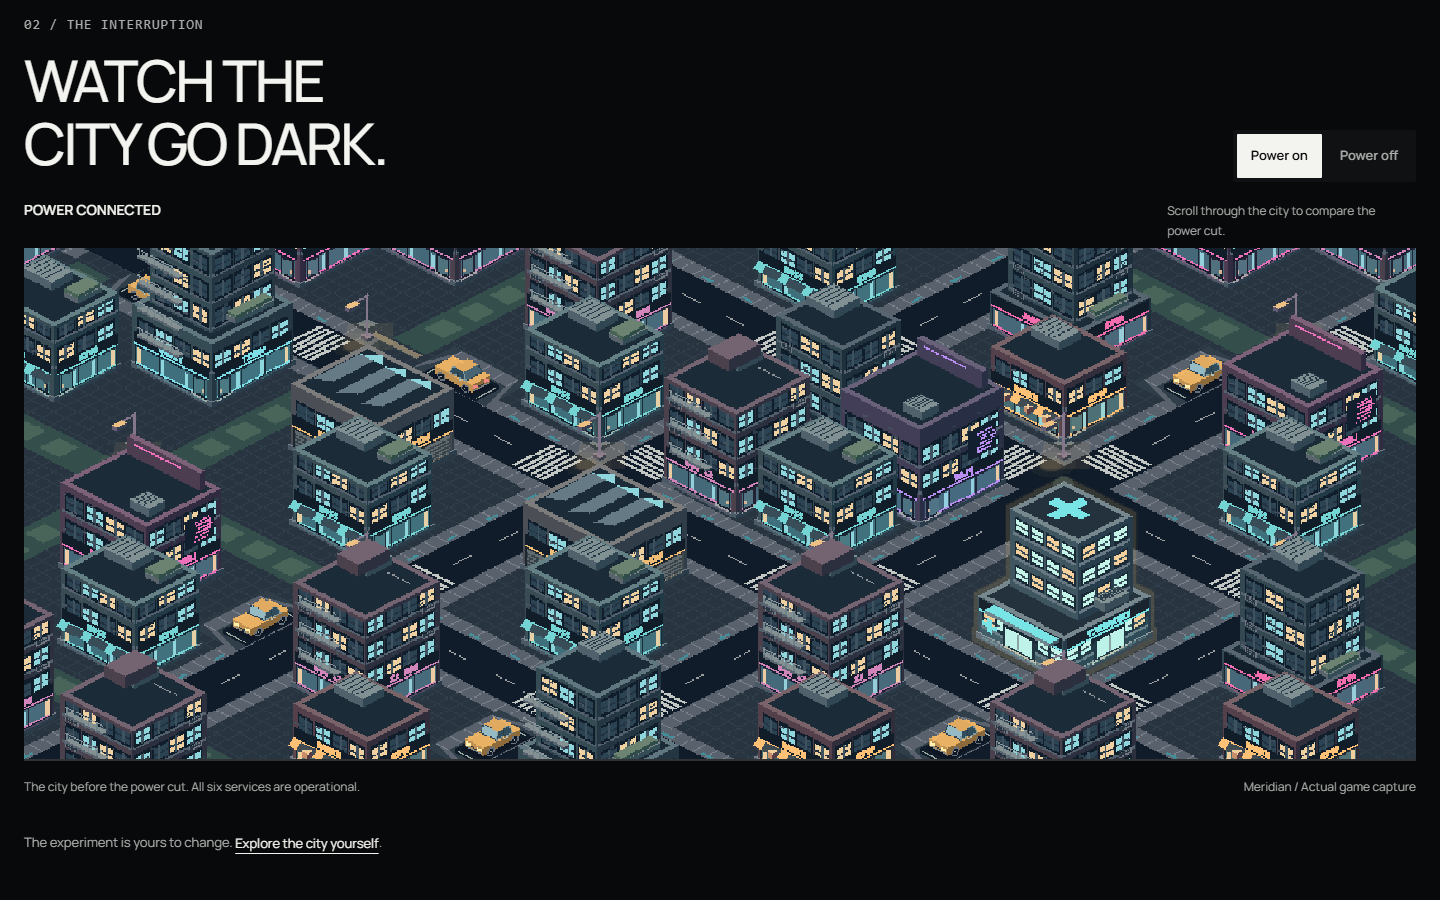 02 / THE INTERRUPTION
WATCH THE
CITY GO DARK.
Power on
Power off
POWER CONNECTED
Scroll through the city to compare the
power cut.
The city before the power cut. All six services are operational.
Meridian / Actual game capture
The experiment is yours to change. Explore the city yourself.